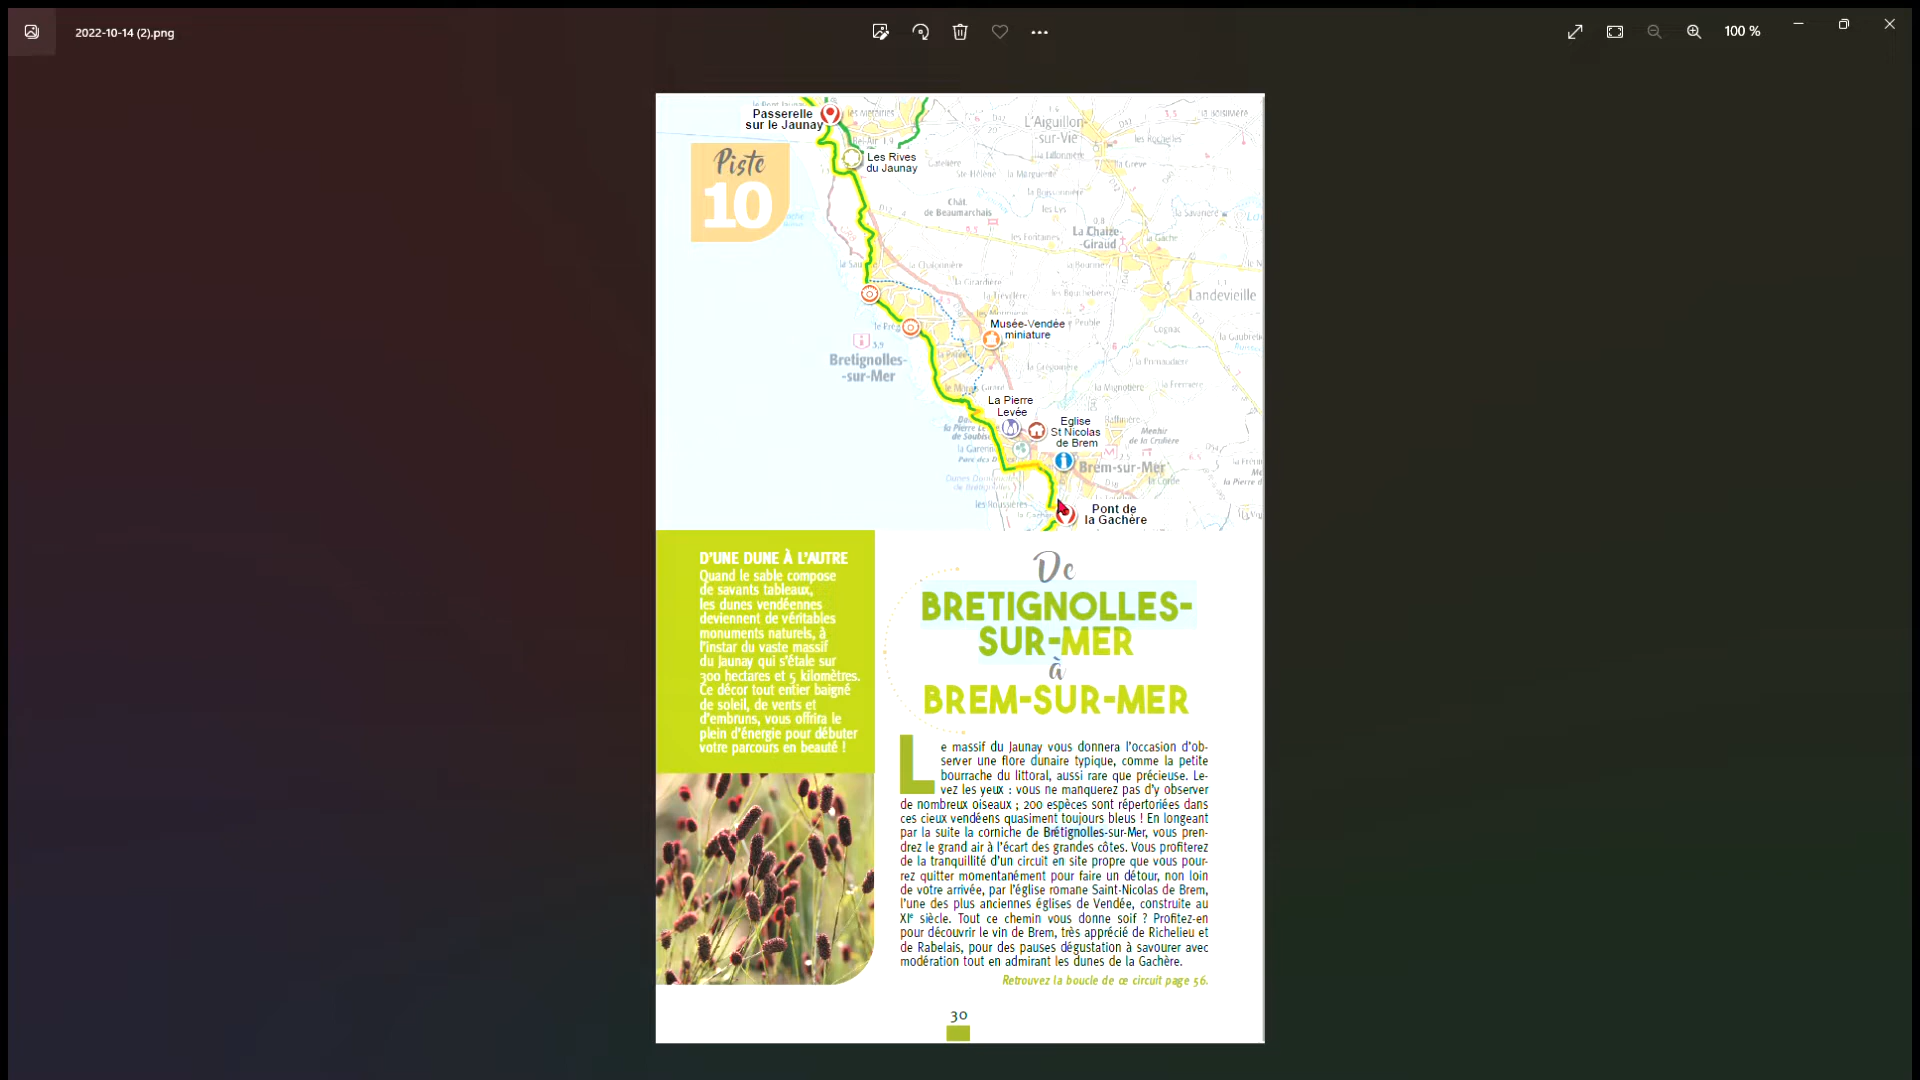 2022-10-14 (2).png
100 %
Passerelle
sur le Jaunay
Les Rives
du Jaunay
L'Aiguillon-
-sur-Vie
Piste
10
Chât.
de Beaumarchais
La Chaize-
-Giraud
Landevieille
Musée-Vendée
miniature
Bretignolles-
-sur-Mer
La Pierre
Levée
Eglise
St Nicolas
de Brem
Brem-sur-Mer
Pont de
la Gachère
D'UNE DUNE À L'AUTRE
Quand le sable compose
de savants tableaux,
les dunes vendéennes
deviennent de véritables
monuments naturels, à
l'instar du vaste massif
du Jaunay qui s'étale sur
300 hectares et 5 kilomètres.
Ce décor tout entier baigné
de soleil, de vents et
d'embruns, vous offrira le
plein d'énergie pour débuter
votre parcours en beauté !
De
BRETIGNOLLES-
SUR-MER
à
BREM-SUR-MER
Le massif du Jaunay vous donnera l'occasion d'ob-
server une flore dunaire typique, comme la petite
bourrache du littoral, aussi rare que précieuse. Le-
vez les yeux : vous ne manquerez pas d'y observer
de nombreux oiseaux ; 200 espèces sont répertoriées dans
ces cieux vendéens quasiment toujours bleus ! En longeant
par la suite la corniche de Brétignolles-sur-Mer, vous pren-
drez le grand air à l'écart des grandes côtes. Vous profiterez
de la tranquillité d'un circuit en site propre que vous pour-
rez quitter momentanément pour faire un détour, non loin
de votre arrivée, par l'église romane Saint-Nicolas de Brem,
l'une des plus anciennes églises de Vendée, construite au
XIe siècle. Tout ce chemin vous donne soif ? Profitez-en
pour découvrir le vin de Brem, très apprécié de Richelieu et
de Rabelais, pour des pauses dégustation à savourer avec
modération tout en admirant les dunes de la Gachère.
Retrouvez la boucle de ce circuit page 56.
30